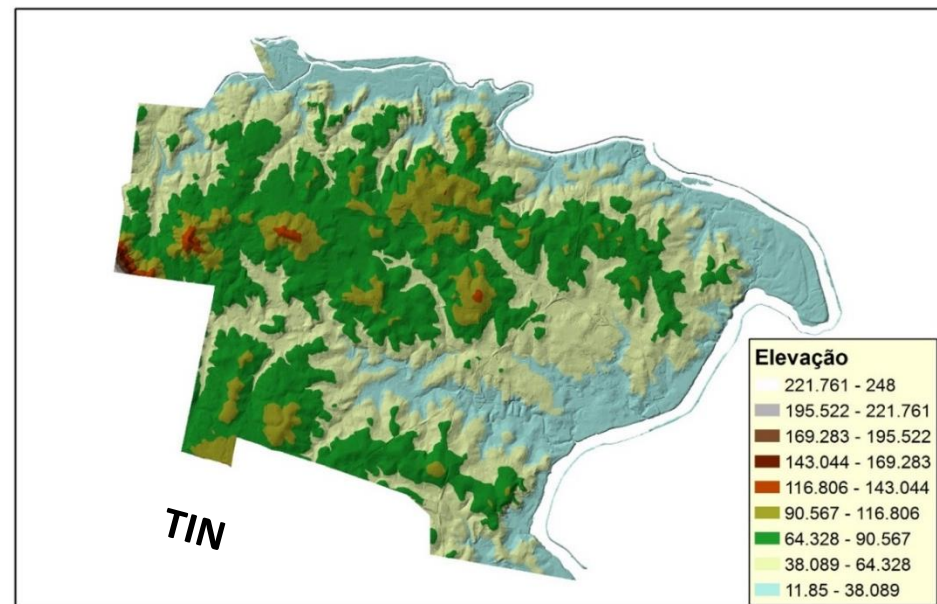 TIN
Elevação
221.761 - 248
195.522 - 221.761
169.283 - 195.522
143.044 - 169.283
116.806 - 143.044
90.567 - 116.806
64.328 - 90.567
38.089 - 64.328
11.85 - 38.089